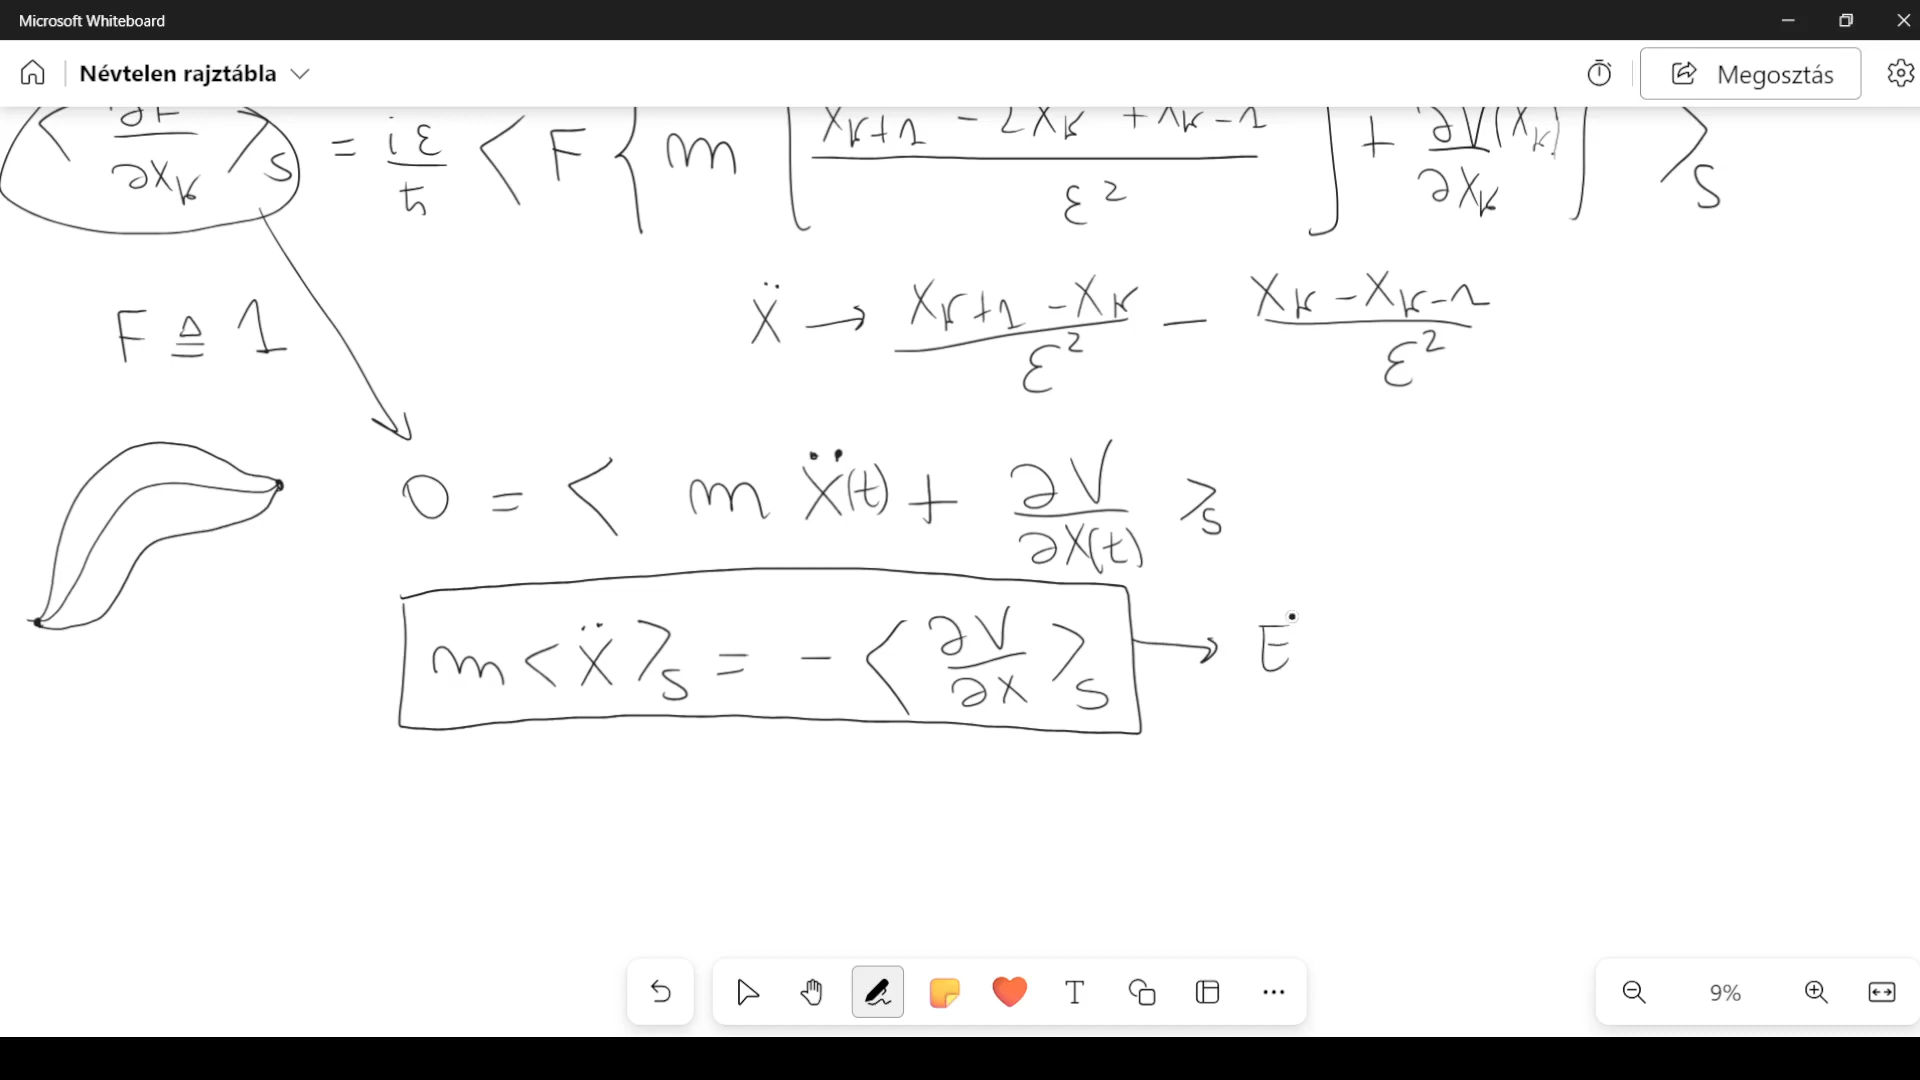 Microsoft Whiteboard
Névtelen rajztábla
Megosztás
⟨∂F/∂x_k⟩_S = iε/ħ ⟨F{m[(x_{k+1} - 2x_k + x_{k-1})/ε²] + ∂V(x_k)/∂x_k}⟩_S
F ≜ 1
ẍ → (x_{k+1} - x_k)/ε² - (x_k - x_{k-1})/ε²
0 = < m ẍ(t) + ∂V/∂x(t) >_S
m<ẍ>_S = - <∂V/∂x>_S → E
9%